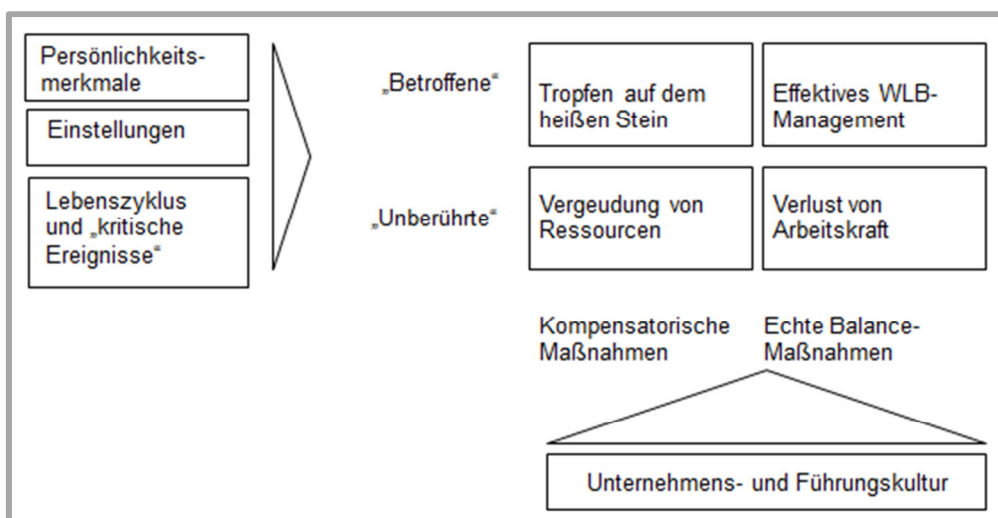 Persönlichkeits-
merkmale
Einstellungen
Lebenszyklus
und „kritische
Ereignisse“
„Betroffene“
Tropfen auf dem
heißen Stein
Effektives WLB-
Management
„Unberührte“
Vergeudung von
Ressourcen
Verlust von
Arbeitskraft
Kompensatorische
Maßnahmen
Echte Balance-
Maßnahmen
Unternehmens- und Führungskultur